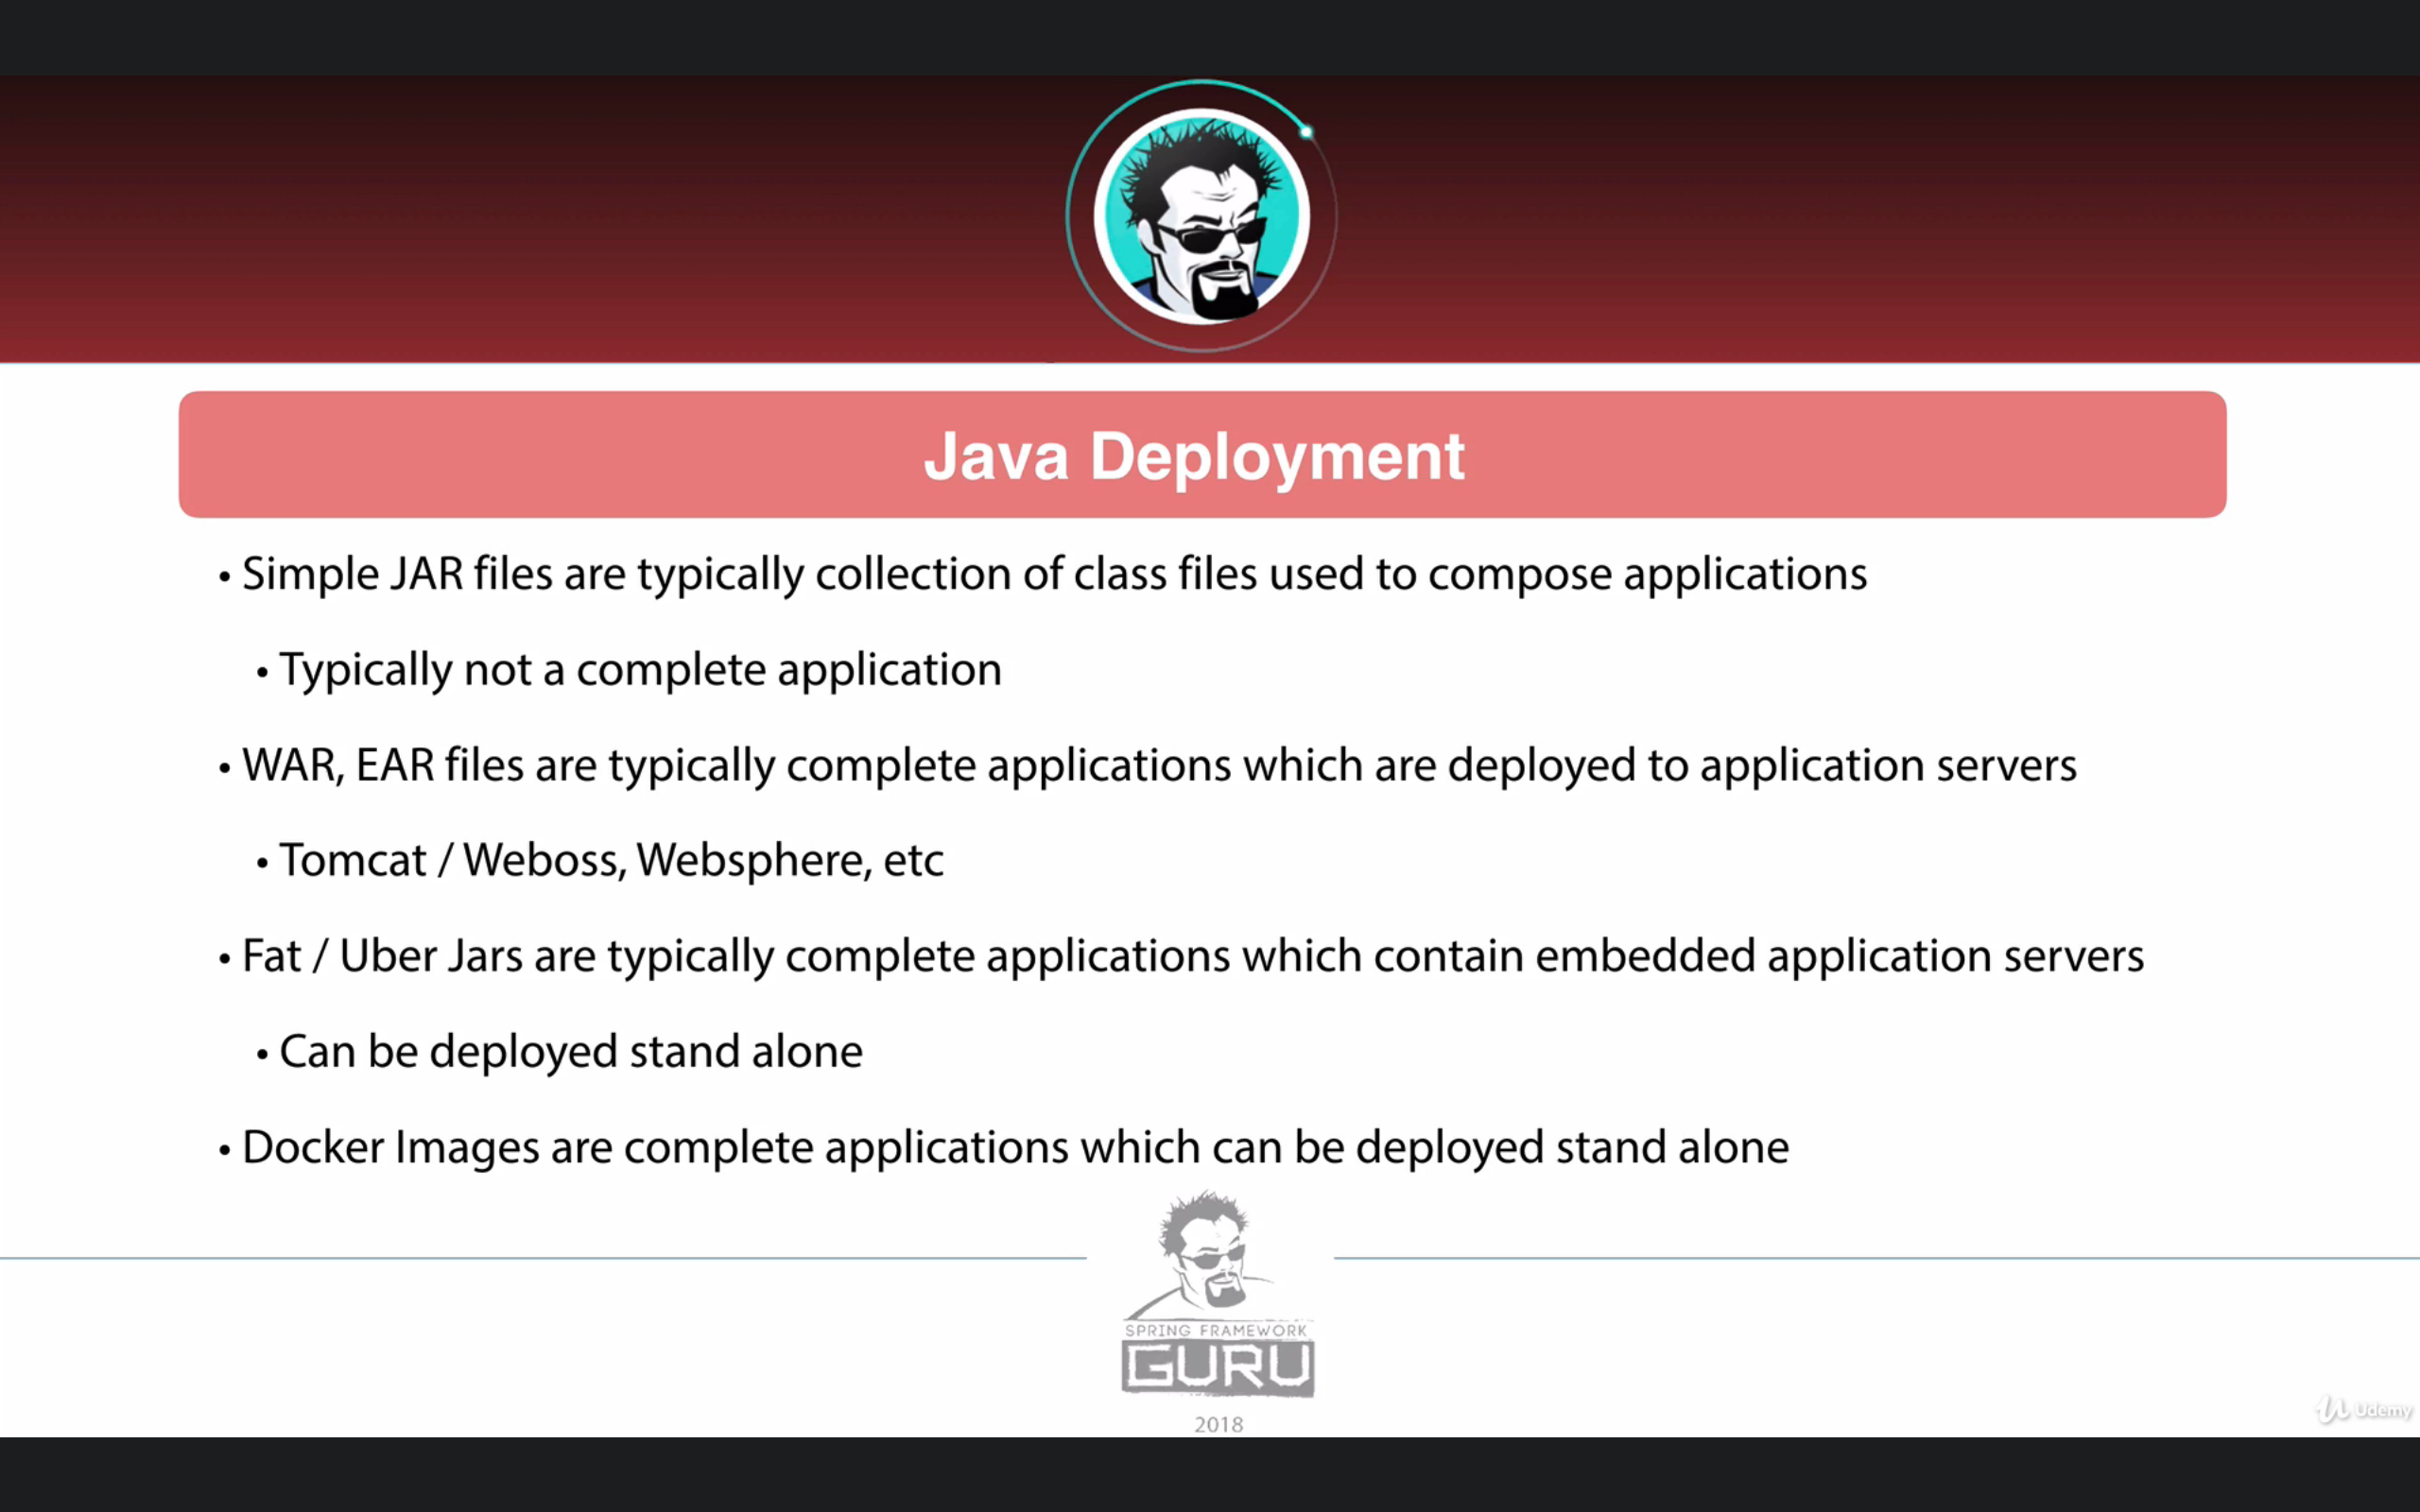 Java Deployment
• Simple JAR files are typically collection of class files used to compose applications
• Typically not a complete application
• WAR, EAR files are typically complete applications which are deployed to application servers
• Tomcat / Weboss, Websphere, etc
• Fat / Uber Jars are typically complete applications which contain embedded application servers
• Can be deployed stand alone
• Docker Images are complete applications which can be deployed stand alone
SPRING FRAMEWORK
GURU
2018
Udemy